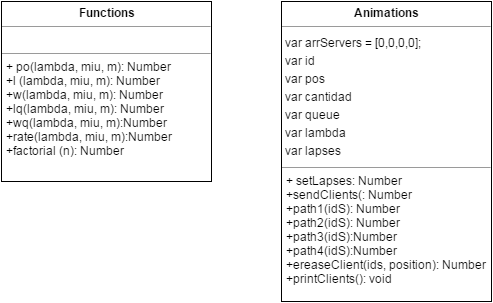 Functions
+ po(lambda, miu, m): Number
+l (lambda, miu, m): Number
+w(lambda, miu, m): Number
+lq(lambda, miu, m): Number
+wq(lambda, miu, m): Number
+rate(lambda, miu, m):Number
+factorial (n): Number
Animations
var arrServers = [0,0,0,0];
var id
var pos
var cantidad
var queue
var lambda
var lapses
+ setLapses: Number
+sendClients(: Number
+path1(idS): Number
+path2(idS): Number
+path3(idS):Number
+path4(idS):Number
+ereaseClient(ids, position): Number
+printClients(): void